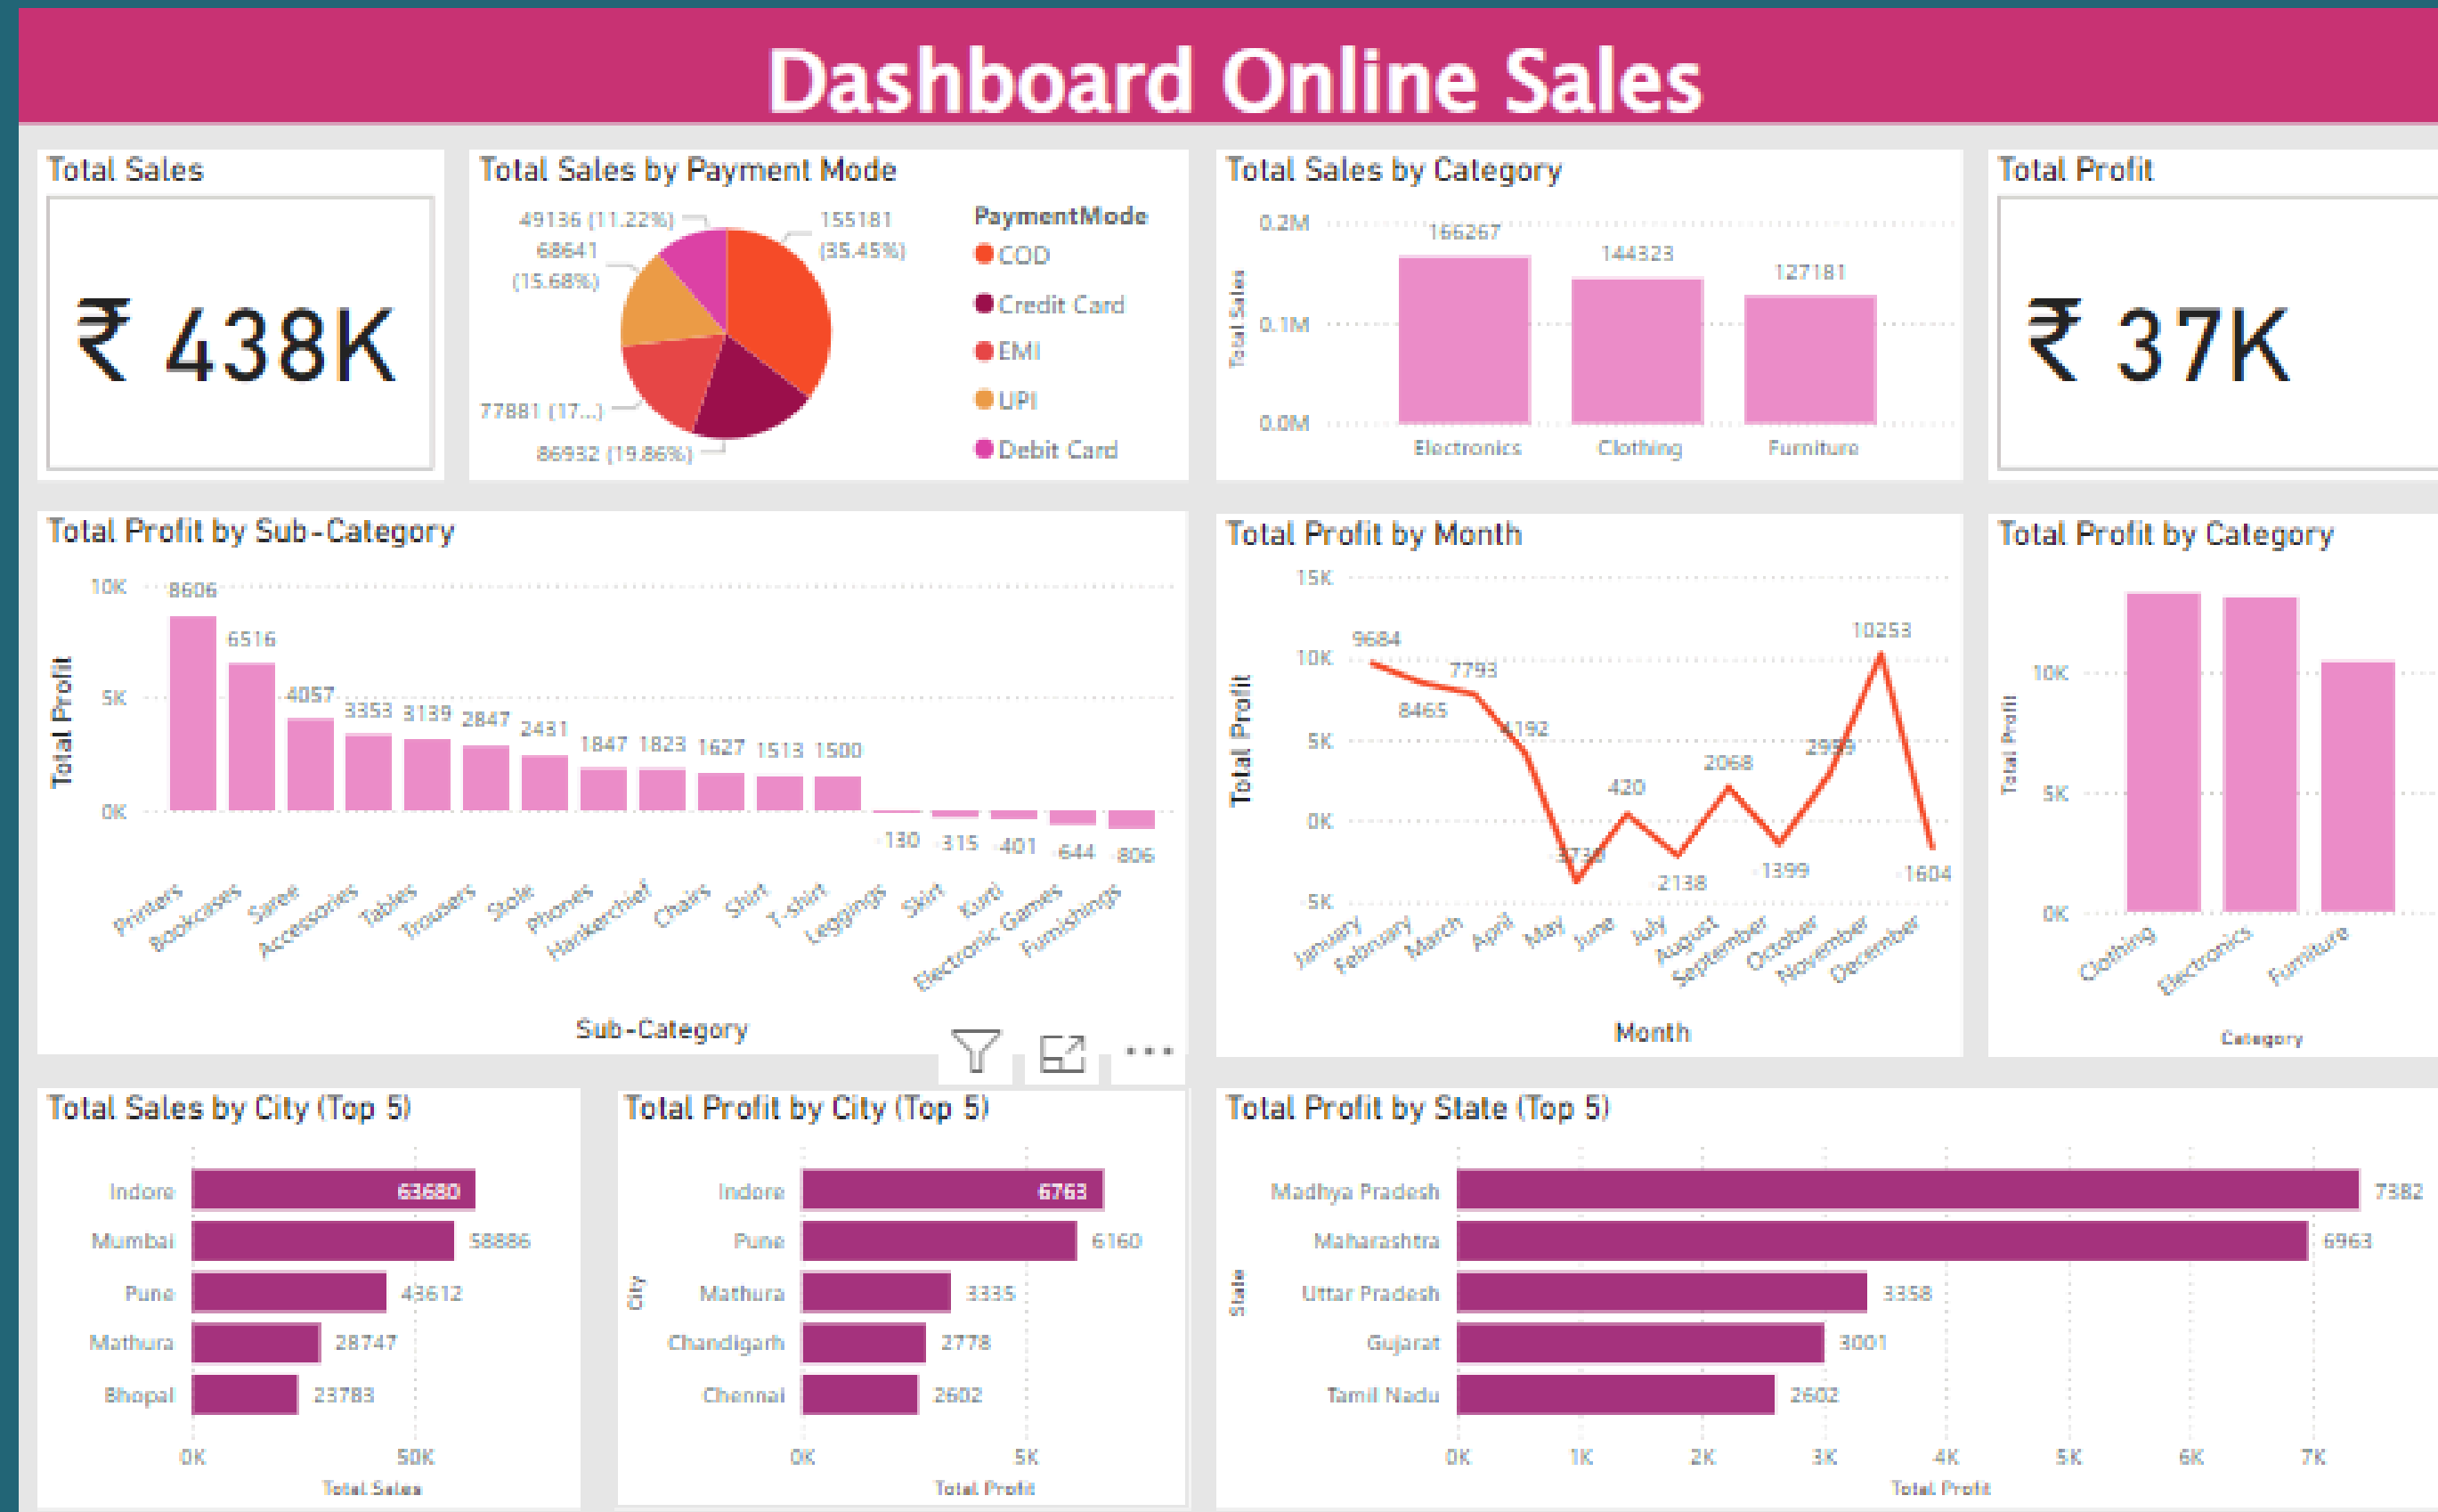 Dashboard Online Sales
Total Sales
₹ 438K
Total Sales by Payment Mode
49136 (11.22%)
155181
(35.45%)
68641
(15.68%)
77881 (17...)
86932 (19.86%)
PaymentMode
COD
Credit Card
EMI
UPI
Debit Card
Total Sales by Category
Total Sales
0.2M
0.1M
0.0M
166267
144323
127181
Electronics
Clothing
Furniture
Total Profit
₹ 37K
Total Profit by Sub-Category
Total Profit
10K
5K
0K
8606
6516
4057
3353
3139
2847
2431
1847
1823
1627
1513
1500
-130
-315
-401
-644
-806
Printers
Bookcases
Saree
Accessories
Tables
Trousers
Stole
Phones
Hankerchief
Chairs
Shirt
T-shirt
Leggings
Skirt
Kurti
Electronic Games
Furnishings
Sub-Category
Total Profit by Month
Total Profit
15K
10K
5K
0K
-5K
9684
8465
7793
4192
420
-2138
2068
-1399
10253
-1604
January
February
March
April
May
June
July
August
September
October
November
December
Month
Total Profit by Category
Total Profit
10K
5K
0K
Clothing
Electronics
Furniture
Category
Total Sales by City (Top 5)
Indore 63680
Mumbai 58886
Pune 43612
Mathura 28747
Bhopal 23783
0K 50K
Total Sales
Total Profit by City (Top 5)
City
Indore 6763
Pune 6160
Mathura 3335
Chandigarh 2778
Chennai 2602
0K 5K
Total Profit
Total Profit by State (Top 5)
State
Madhya Pradesh 7382
Maharashtra 6963
Uttar Pradesh 3358
Gujarat 3001
Tamil Nadu 2602
0K 1K 2K 3K 4K 5K 6K 7K
Total Profit